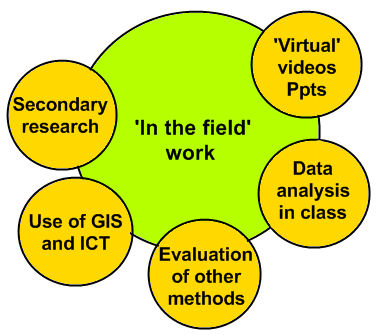 'In the field'
work
'Virtual'
videos
Ppts
Data
analysis
in class
Evaluation
of other
methods
Use of GIS
and ICT
Secondary
research